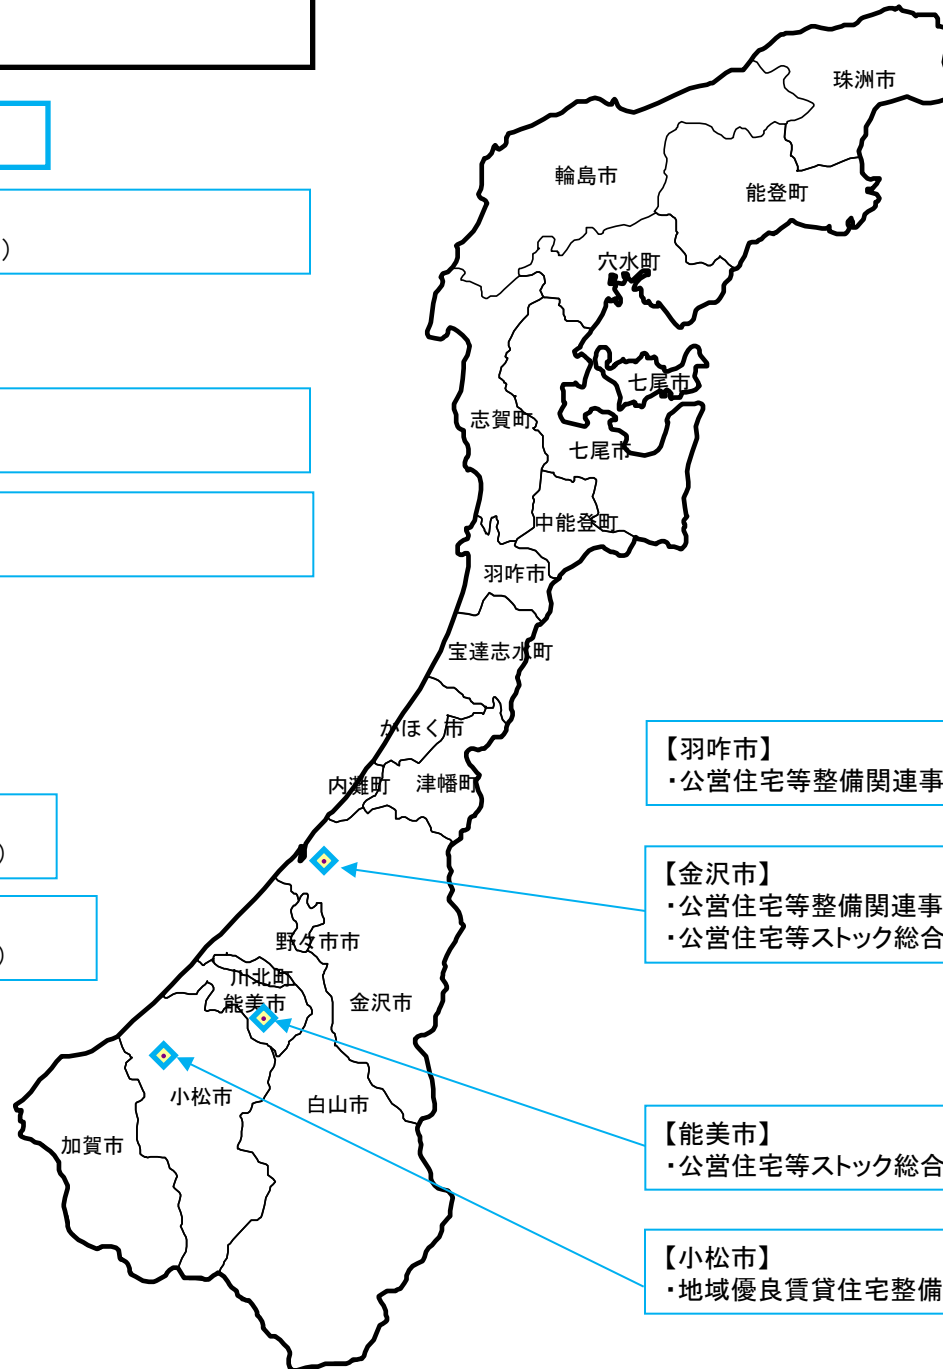 珠洲市
輪島市
能登町
）
穴水町
七尾市
志賀町
七尾市
中能登町
羽咋市
宝達志水町
かほく市
内灘町
津幡町
【羽咋市】
・公営住宅等整備関連事
）
【金沢市】
・公営住宅等整備関連事
・公営住宅等ストック総合
）
野々市市
川北町
能美市
金沢市
小松市
白山市
加賀市
【能美市】
・公営住宅等ストック総合
【小松市】
・地域優良賃貸住宅整備